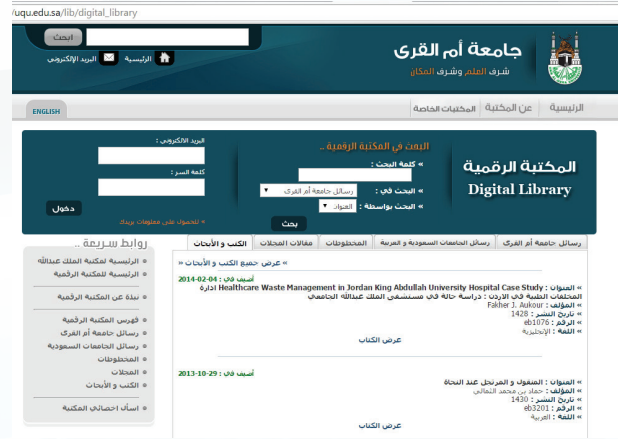 uqu.edu.sa/lib/digital_library
ابحث
الرئيسية
البريد الإلكتروني
جامعة أم القرى
شرف العلم, وشرف المكان
الرئيسية
عن المكتبة
المكتبات الخاصة
ENGLISH
المكتبة الرقمية
Digital Library
البحث في المكتبة الرقمية ..
» كلمة البحث :
» البحث في : رسائل جامعة أم القرى
» البحث بواسطة : العنوان
بحث
البريد الالكتروني :
كلمة السر :
دخول
» للحصول على معلومات بريدك
رسائل جامعة أم القرى
رسائل الجامعات السعودية و العربية
المخطوطات
مقالات المجلات
الكتب و الأبحاث
» عرض جميع الكتب و الأبحاث «
أضيف في : 04-02-2014
» العنوان : Healthcare Waste Management in Jordan King Abdullah University Hospital Case Study ادارة
المخلفات الطبية في الاردن : دراسة حالة في مستشفى الملك عبدالله الجامعي
» المؤلف : Fakher J. Aukour
» تاريخ النشر : 1428
» الرقم : eb1076
» اللغة : الإنجليزية
عرض الكتاب
أضيف في : 29-10-2013
» العنوان : المنقول و المرتجل عند النحاة
» المؤلف : حماد بن محمد الثمالي
» تاريخ النشر : 1430
» الرقم : eb3201
» اللغة : العربية
عرض الكتاب
روابط سريعة ..
الرئيسية لمكتبة الملك عبدالله
الرئيسية للمكتبة الرقمية
نبذة عن المكتبة الرقمية
فهرس المكتبة الرقمية
رسائل جامعة أم القرى
رسائل الجامعات السعودية
المخطوطات
المجلات
الكتب و الأبحاث
اسأل اخصائي المكتبة